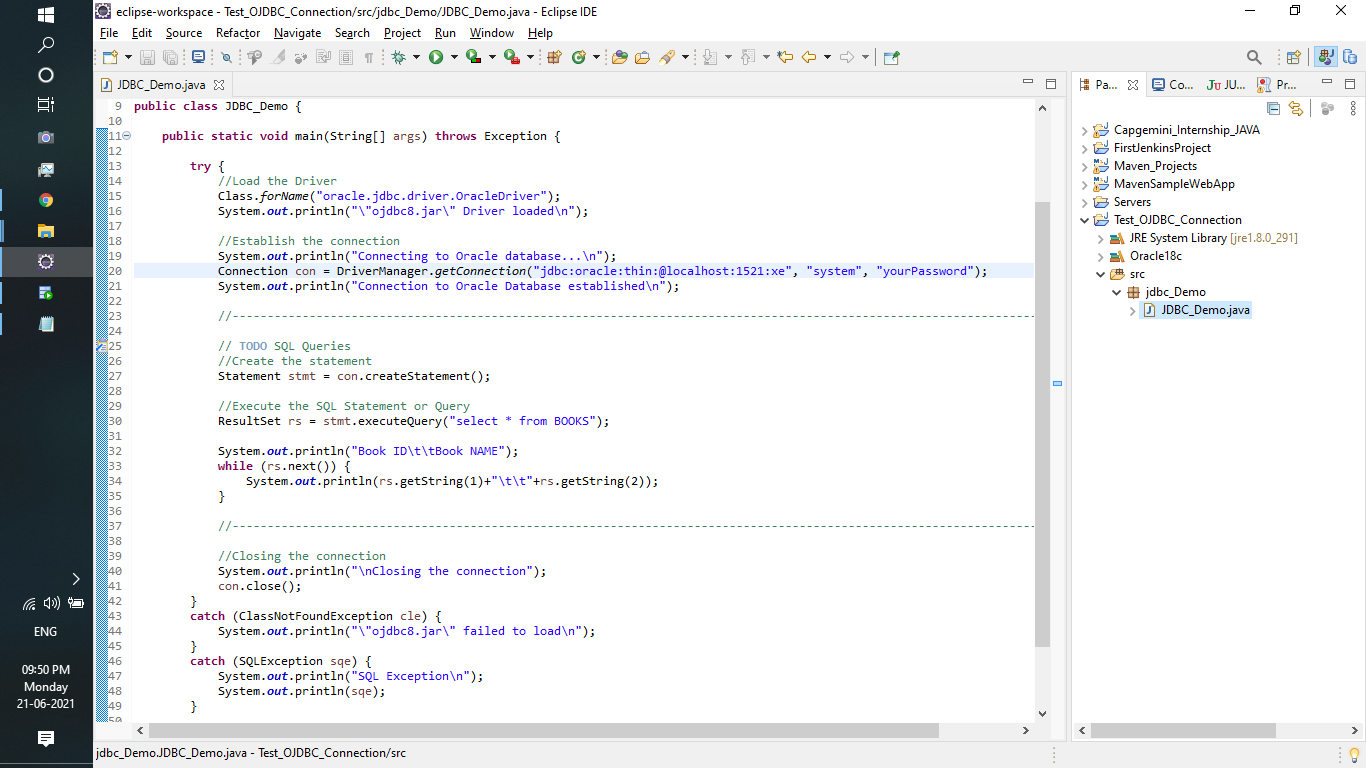 eclipse-workspace - Test_OJDBC_Connection/src/jdbc_Demo/JDBC_Demo.java - Eclipse IDE
File Edit Source Refactor Navigate Search Project Run Window Help
JDBC_Demo.java
9 public class JDBC_Demo {
10
11 public static void main(String[] args) throws Exception {
12
13 try {
14 //Load the Driver
15 Class.forName("oracle.jdbc.driver.OracleDriver");
16 System.out.println("\"ojdbc8.jar\" Driver loaded\n");
17
18 //Establish the connection
19 System.out.println("Connecting to Oracle database...\n");
20 Connection con = DriverManager.getConnection("jdbc:oracle:thin:@localhost:1521:xe", "system", "yourPassword");
21 System.out.println("Connection to Oracle Database established\n");
22
23 //------------------------------------------------------------------------------------------------------------------
24
25 // TODO SQL Queries
26 //Create the statement
27 Statement stmt = con.createStatement();
28
29 //Execute the SQL Statement or Query
30 ResultSet rs = stmt.executeQuery("select * from BOOKS");
31
32 System.out.println("Book ID\t\tBook NAME");
33 while (rs.next()) {
34 System.out.println(rs.getString(1)+"\t\t"+rs.getString(2));
35 }
36
37 //------------------------------------------------------------------------------------------------------------------
38
39 //Closing the connection
40 System.out.println("\nClosing the connection");
41 con.close();
42 }
43 catch (ClassNotFoundException cle) {
44 System.out.println("\"ojdbc8.jar\" failed to load\n");
45 }
46 catch (SQLException sqe) {
47 System.out.println("SQL Exception\n");
48 System.out.println(sqe);
49 }
50
Pa... Co... JU JU... Pr...
Capgemini_Internship_JAVA
FirstJenkinsProject
Maven_Projects
MavenSampleWebApp
Servers
Test_OJDBC_Connection
JRE System Library [jre1.8.0_291]
Oracle18c
src
jdbc_Demo
JDBC_Demo.java
jdbc_Demo.JDBC_Demo.java - Test_OJDBC_Connection/src
ENG
09:50 PM
Monday
21-06-2021